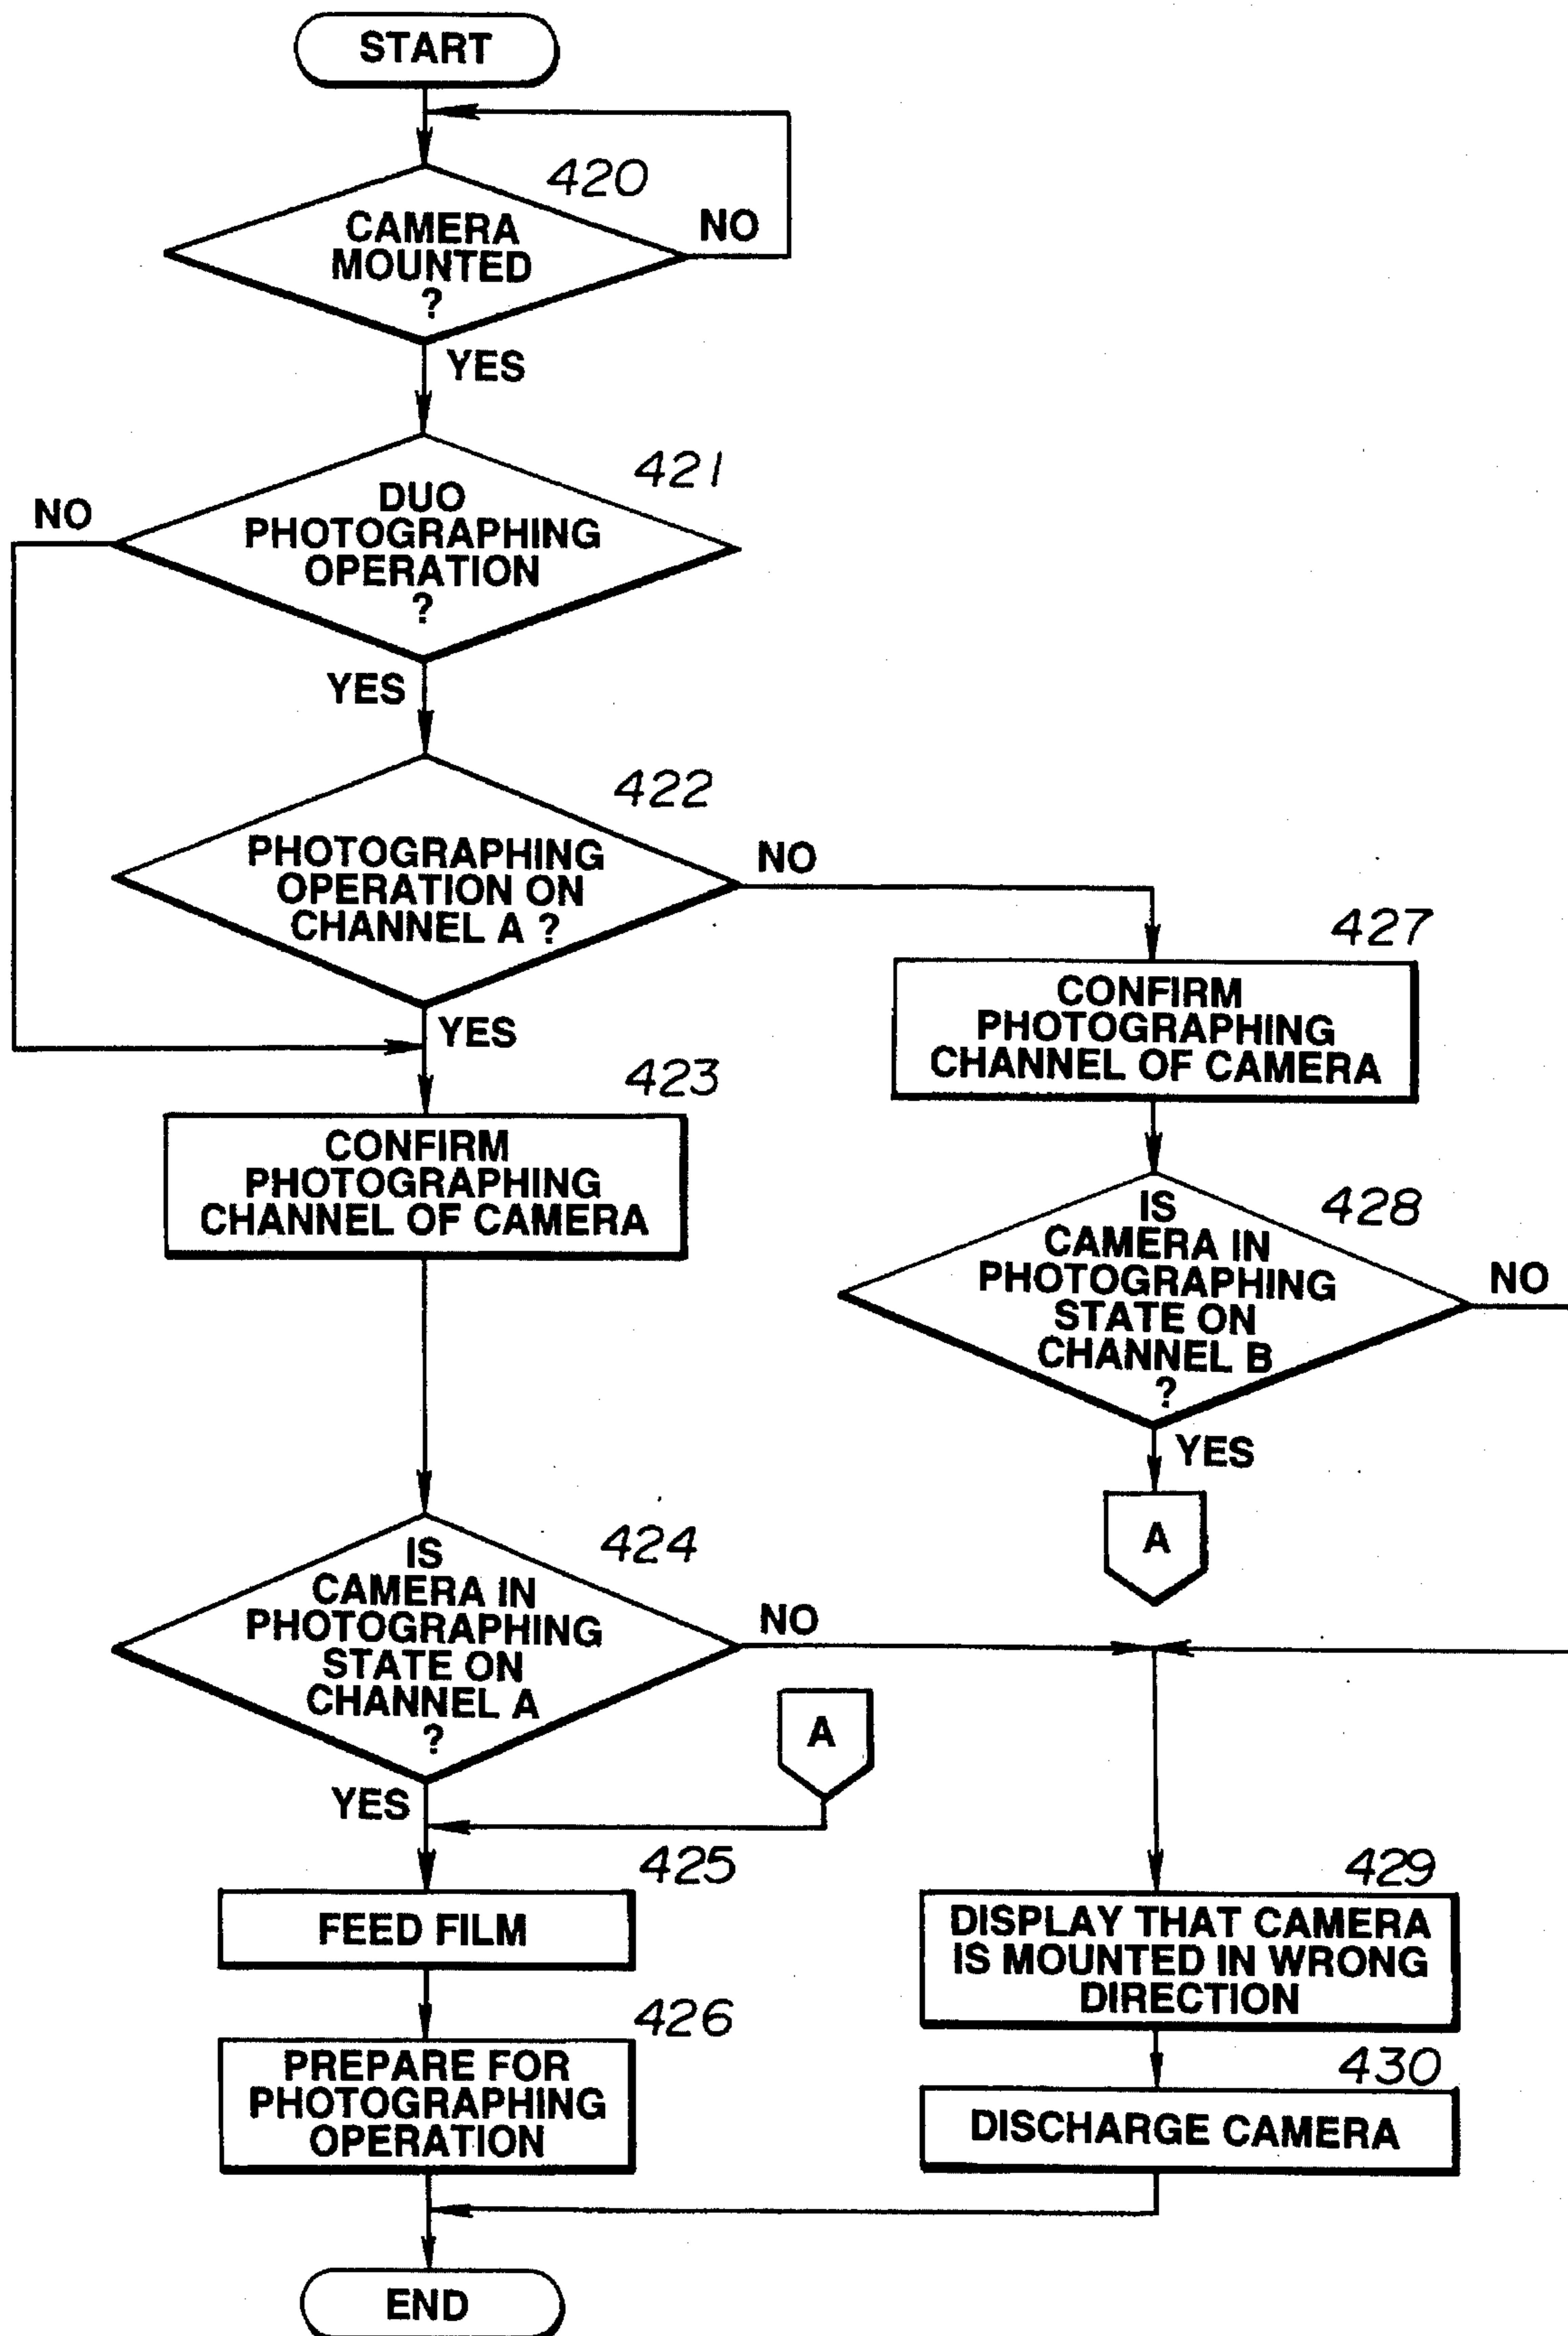 START
420
CAMERA
MOUNTED
?
NO
YES
421
DUO
PHOTOGRAPHING
OPERATION
?
NO
YES
422
PHOTOGRAPHING
OPERATION ON
CHANNEL A ?
NO
YES
427
CONFIRM
PHOTOGRAPHING
CHANNEL OF CAMERA
423
CONFIRM
PHOTOGRAPHING
CHANNEL OF CAMERA
428
IS
CAMERA IN
PHOTOGRAPHING
STATE ON
CHANNEL B
?
NO
YES
A
424
IS
CAMERA IN
PHOTOGRAPHING
STATE ON
CHANNEL A
?
NO
YES
A
425
FEED FILM
429
DISPLAY THAT CAMERA
IS MOUNTED IN WRONG
DIRECTION
426
PREPARE FOR
PHOTOGRAPHING
OPERATION
430
DISCHARGE CAMERA
END